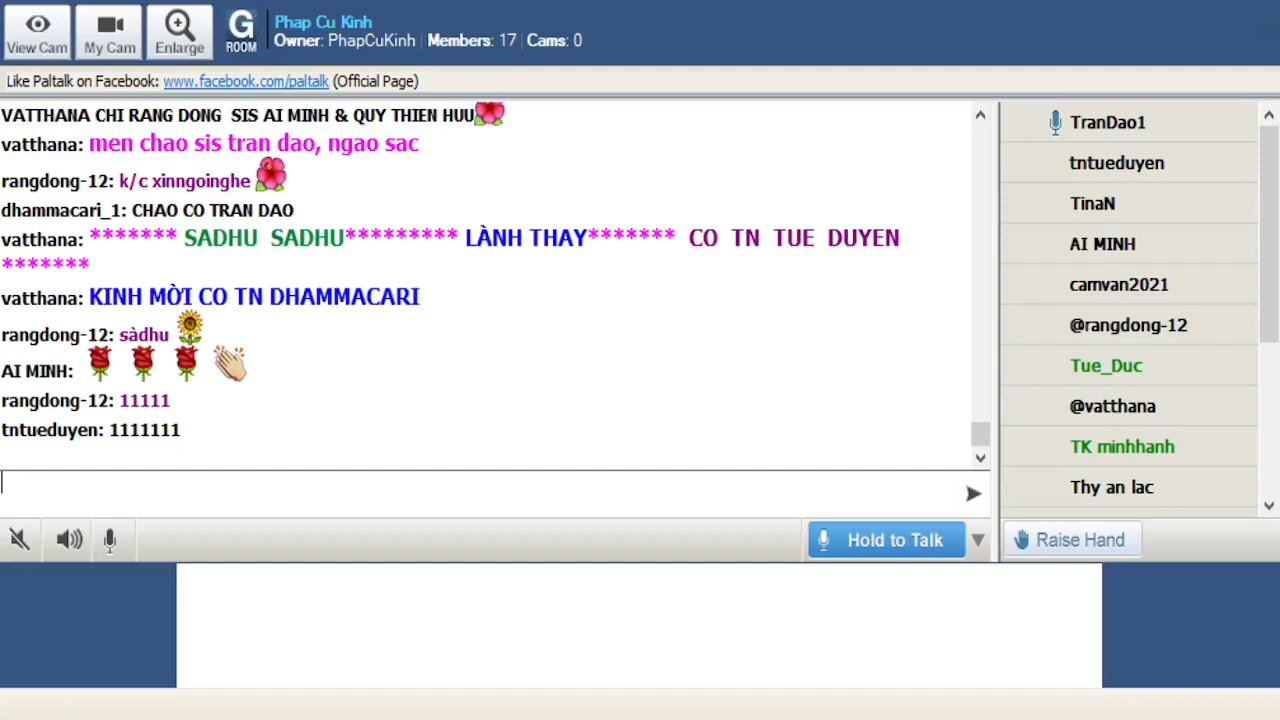 View Cam
My Cam
Enlarge
G
ROOM
Phap Cu Kinh
Owner: PhapCuKinh | Members: 17 | Cams: 0
Like Paltalk on Facebook: www.facebook.com/paltalk (Official Page)
VATTHANA CHI RANG DONG SIS AI MINH & QUY THIEN HUU
vatthana: men chao sis tran dao, ngao sac
rangdong-12: k/c xinngoinghe
dhammacari_1: CHAO CO TRAN DAO
vatthana: ******* SADHU SADHU********* LÀNH THAY******* CO TN TUE DUYEN
*******
vatthana: KINH MỜI CO TN DHAMMACARI
rangdong-12: sàdhu
AI MINH:
rangdong-12: 11111
tntueduyen: 1111111
TranDao1
tntueduyen
TinaN
AI MINH
camvan2021
@rangdong-12
Tue_Duc
@vatthana
TK minhhanh
Thy an lac
Hold to Talk
Raise Hand